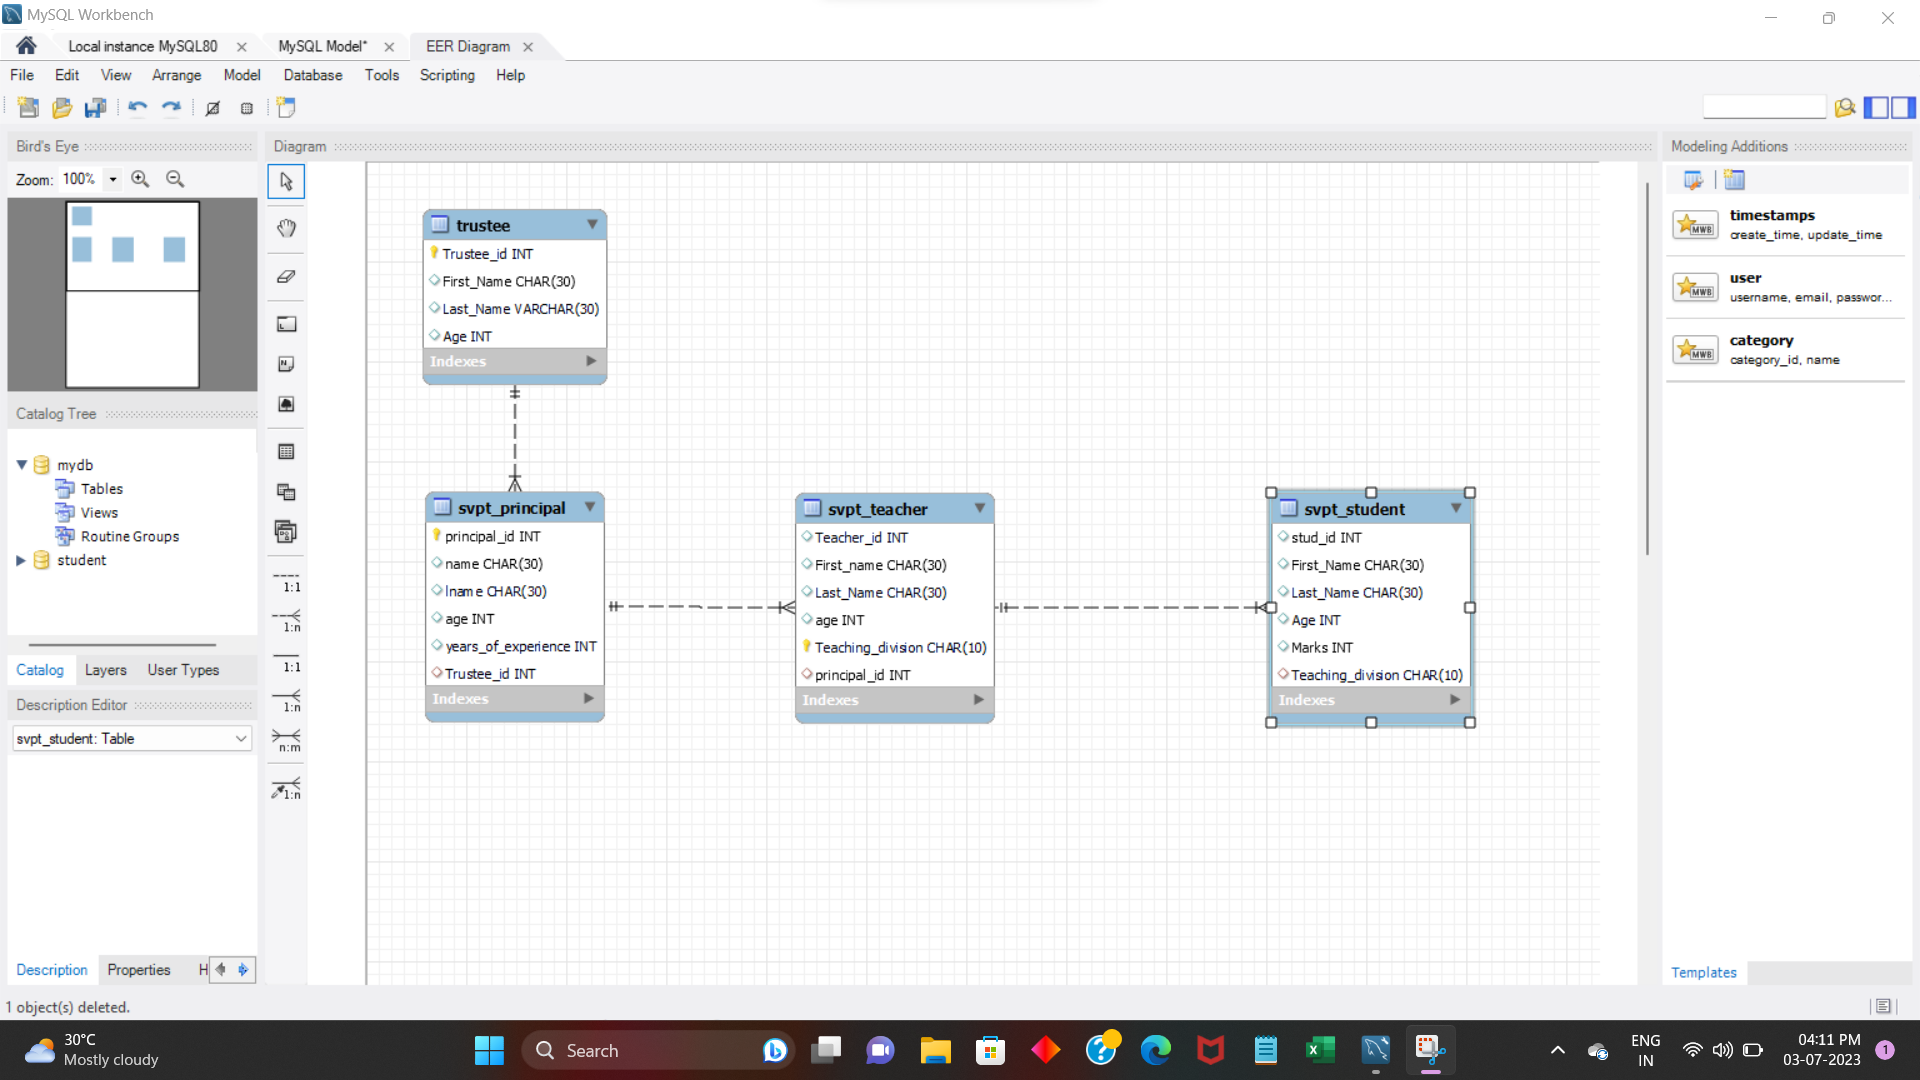 MySQL Workbench
Local instance MySQL80
MySQL Model*
EER Diagram
File Edit View Arrange Model Database Tools Scripting Help
Bird's Eye
Zoom: 100%
Catalog Tree
mydb
Tables
Views
Routine Groups
student
Catalog Layers User Types
Description Editor
svpt_student: Table
Description Properties H
1 object(s) deleted.
Diagram
1:1
1:n
1:1
1:n
n:m
1:n
trustee
Trustee_id INT
First_Name CHAR(30)
Last_Name VARCHAR(30)
Age INT
Indexes
svpt_principal
principal_id INT
name CHAR(30)
lname CHAR(30)
age INT
years_of_experience INT
Trustee_id INT
Indexes
svpt_teacher
Teacher_id INT
First_name CHAR(30)
Last_Name CHAR(30)
age INT
Teaching_division CHAR(10)
principal_id INT
Indexes
svpt_student
stud_id INT
First_Name CHAR(30)
Last_Name CHAR(30)
Age INT
Marks INT
Teaching_division CHAR(10)
Indexes
Modeling Additions
MWB
timestamps
create_time, update_time
MWB
user
username, email, passwor...
MWB
category
category_id, name
Templates
30°C
Mostly cloudy
Search
ENG
IN
04:11 PM
03-07-2023
1